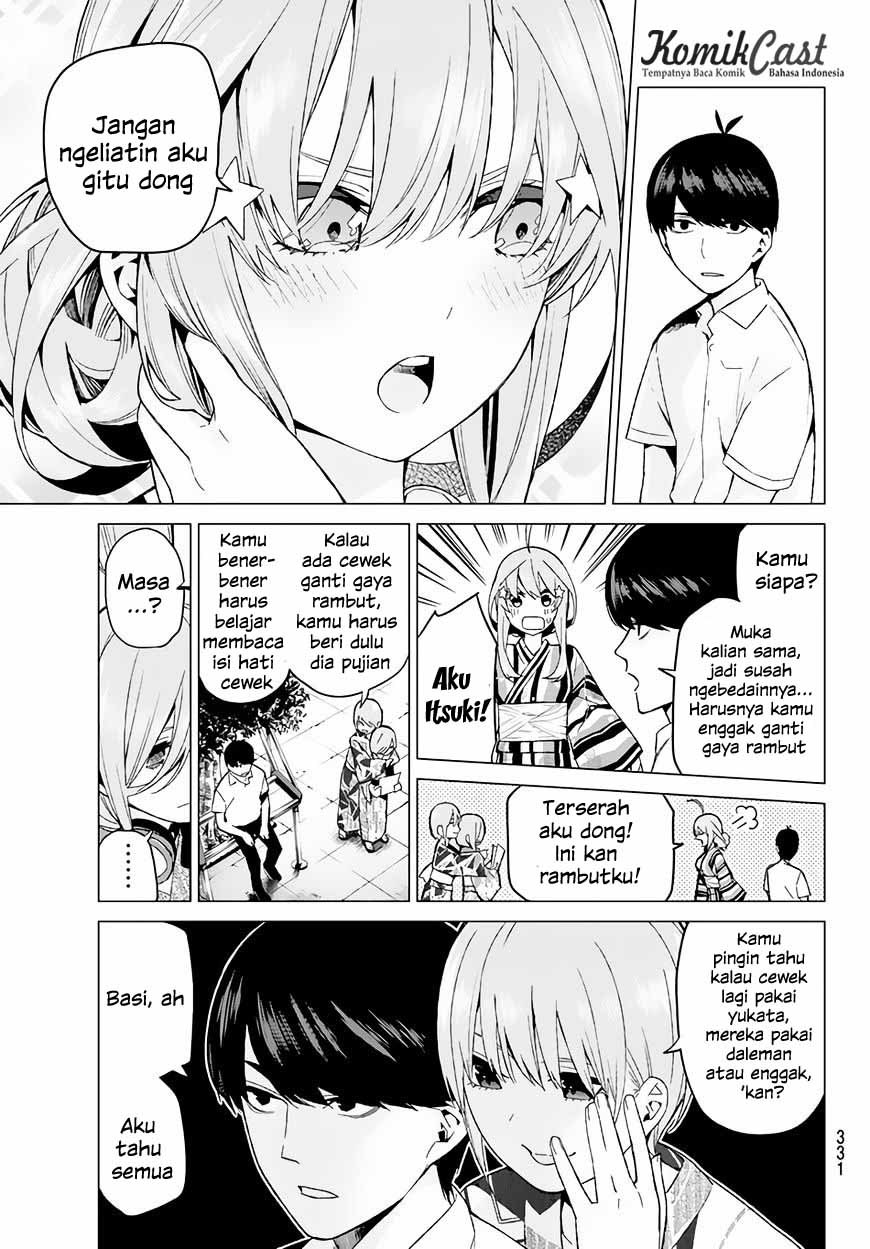 KomikCast
Tempatnya Baca Komik Bahasa Indonesia
Jangan
ngeliatin aku
gitu dong
Kamu
siapa?
Muka
kalian sama,
jadi susah
ngebedainnya...
Harusnya kamu
enggak ganti
gaya rambut
Aku
Itsuki!
Terserah
aku dong!
Ini kan
rambutku!
Kalau
ada cewek
ganti gaya
rambut,
kamu harus
beri dulu
dia pujian
Kamu
bener-
bener
harus
belajar
membaca
isi hati
cewek
Masa
...?
.......
Kamu
pingin tahu
kalau cewek
lagi pakai
yukata,
mereka pakai
daleman
atau enggak,
'kan?
Basi, ah
Aku
tahu
semua
331